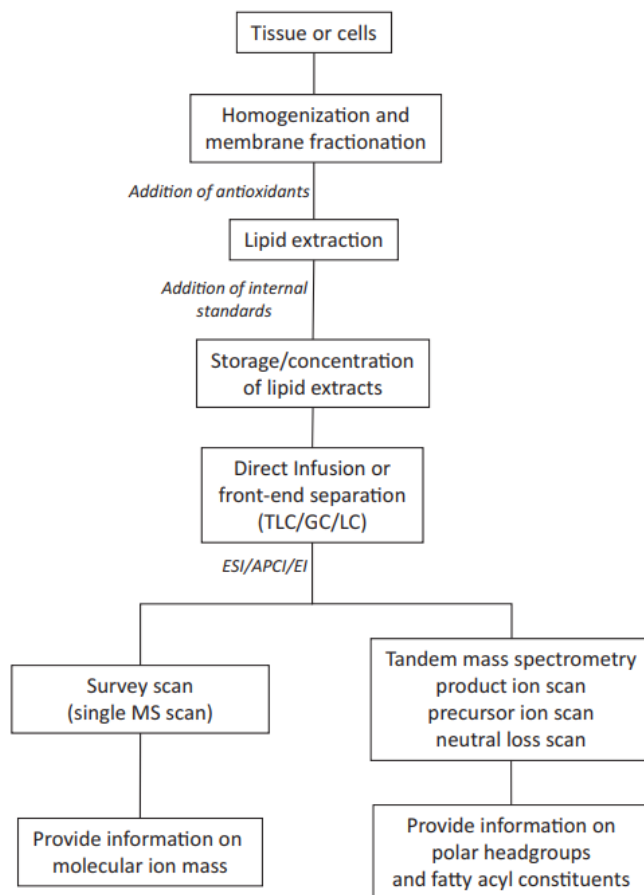 Tissue or cells
Homogenization and
membrane fractionation
Addition of antioxidants
Lipid extraction
Addition of internal
standards
Storage/concentration
of lipid extracts
Direct Infusion or
front-end separation
(TLC/GC/LC)
ESI/APCI/EI
Survey scan
(single MS scan)
Tandem mass spectrometry
product ion scan
precursor ion scan
neutral loss scan
Provide information on
molecular ion mass
Provide information on
polar headgroups
and fatty acyl constituents